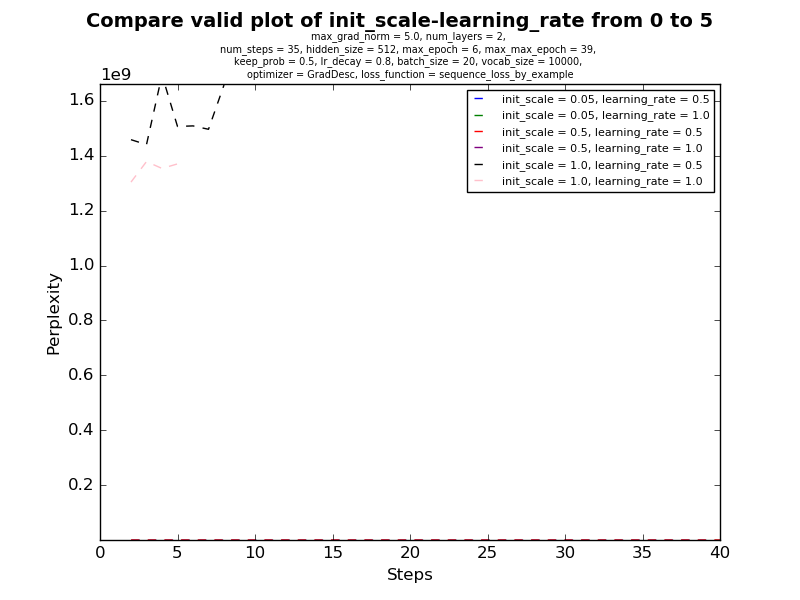 Compare valid plot of init_scale-learning_rate from 0 to 5
max_grad_norm = 5.0, num_layers = 2,
num_steps = 35, hidden_size = 512, max_epoch = 6, max_max_epoch = 39,
keep_prob = 0.5, lr_decay = 0.8, batch_size = 20, vocab_size = 10000,
optimizer = GradDesc, loss_function = sequence_loss_by_example
1e9
init_scale = 0.05, learning_rate = 0.5
init_scale = 0.05, learning_rate = 1.0
init_scale = 0.5, learning_rate = 0.5
init_scale = 0.5, learning_rate = 1.0
init_scale = 1.0, learning_rate = 0.5
init_scale = 1.0, learning_rate = 1.0
1.6
1.4
1.2
1.0
0.8
0.6
0.4
0.2
Perplexity
0 5 10 15 20 25 30 35 40
Steps